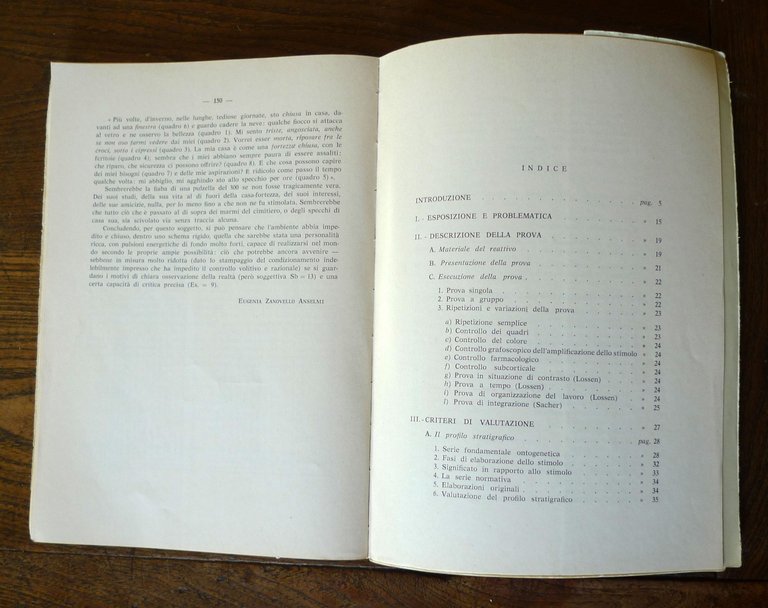 — 150 —
« Più volte, d'inverno, nelle lunghe, tediose giornate, sto chiusa in casa, da-
vanti ad una finestra (quadro 6) e guardo cadere la neve: qualche fiocco si attacca
al vetro e ne osservo la bellezza (quadro 1). Mi sento triste, angosciata, anche
se non oso farmi vedere dai miei (quadro 2). Vorrei esser morta, riposare fra le
croci, sotto i cipressi (quadro 3). La mia casa è come una fortezza chiusa, con le
feritoie (quadro 4); sembra che i miei abbiano sempre paura di essere assaliti:
che riparo, che sicurezza ci possono offrire? (quadro 8). E che cosa possono capire
dei miei bisogni (quadro 7) e delle mie aspirazioni? E ridicolo come passo il tempo
qualche volta: mi abbiglio, mi agghindo sto allo specchio per ore (quadro 5) ».
Sembrerebbe la fiaba di una pulzella del 300 se non fosse tragicamente vera.
Dei suoi studi, della sua vita al di fuori della casa-fortezza, dei suoi interessi,
delle sue amicizie, nulla, per lo meno fino a che non ne fu stimolata. Sembrerebbe
che tutto ciò che è passato al di sopra dei marmi del cimitero, o degli specchi di
casa sua, sia scivolato via senza traccia alcuna.
Concludendo, per questo soggetto, si può pensare che l'ambiente abbia impe-
dito e chiuso, dentro uno schema rigido, quella che sarebbe stata una personalità
ricca, con pulsioni energetiche di fondo molto forti, capace di realizzarsi nel mon-
do secondo le proprie ampie possibilità: ciò che potrebbe ancora avvenire —
sebbene in misura molto ridotta (dato lo stampaggio del condizionamento inde-
lebilmente impresso che ha impedito il controllo volitivo e razionale) se si guar-
dano i motivi di chiara osservazione della realtà (però soggettiva Sb = 13) e una
certa capacità di critica precisa (Es. = 9).
EUGENIA ZANOVELLO ANSELMI
INDICE
INTRODUZIONE . . . . . . . . . . pag. 5
I. - ESPOSIZIONE E PROBLEMATICA . . . . . . » 15
II. - DESCRIZIONE DELLA PROVA . . . . . . » 19
A. Materiale del reattivo . . . . . . . » 19
B. Presentazione della prova . . . . . . » 21
C. Esecuzione della prova . . . . . . . » 22
1. Prova singola . . . . . . . . » 22
2. Prova a gruppo . . . . . . . . » 22
3. Ripetizioni e variazioni della prova . . . . » 23
a) Ripetizione semplice . . . . . . » 23
b) Controllo dei quadri . . . . . . » 23
c) Controllo del colore . . . . . . » 24
d) Controllo grafoscopico dell'amplificazione dello stimolo » 24
e) Controllo farmacologico . . . . . » 24
f) Controllo subcorticale . . . . . » 24
g) Prova in situazione di contrasto (Lossen) . . » 24
h) Prova a tempo (Lossen) . . . . . » 24
i) Prova di organizzazione del lavoro (Lossen) . » 24
l) Prova di integrazione (Sacher) . . . . » 25
III. - CRITERI DI VALUTAZIONE . . . . . . » 27
A. Il profilo stratigrafico . . . . . . pag. 28
1. Serie fondamentale ontogenetica . . . . » 28
2. Fasi di elaborazione dello stimolo . . . . » 32
3. Significato in rapporto allo stimolo . . . . » 33
4. La serie normativa . . . . . . . » 34
5. Elaborazioni originali . . . . . . » 34
6. Valutazione del profilo stratigrafico . . . . » 35